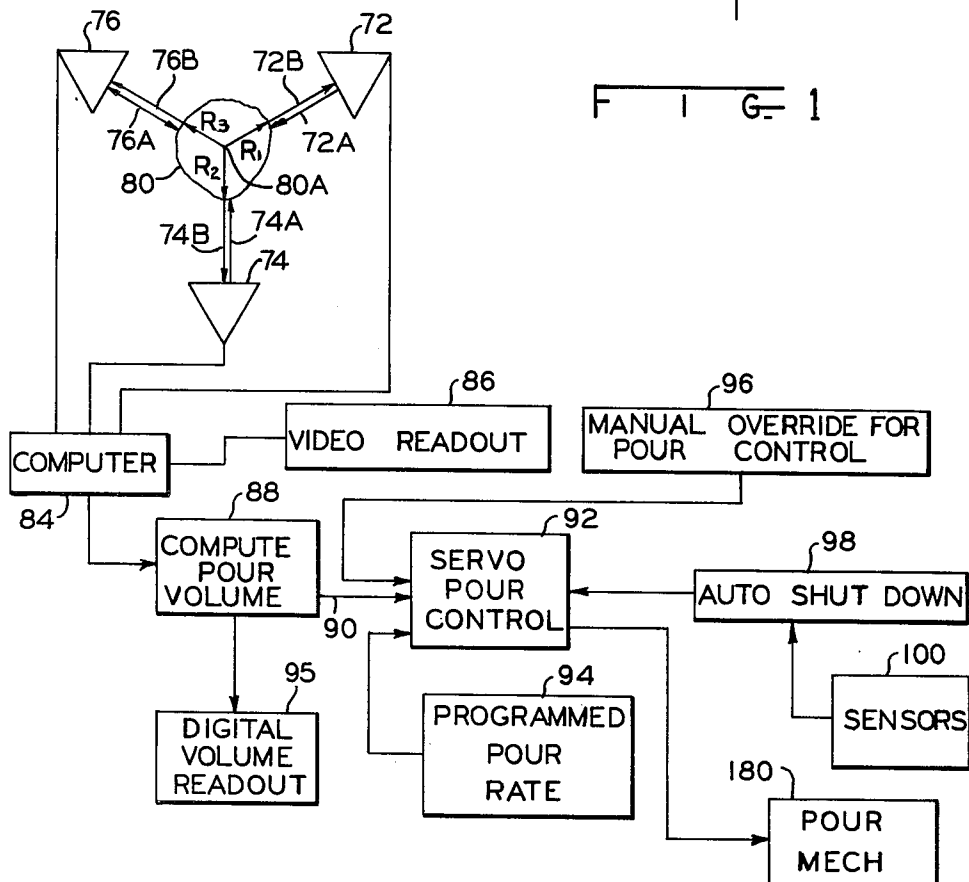 76
72
76B
72B
FIG- 1
76A
R3
R1
72A
80
R2
80A
74B
74A
74
86
96
VIDEO READOUT
MANUAL OVERRIDE FOR
POUR CONTROL
COMPUTER
84
88
92
98
COMPUTE
POUR
VOLUME
90
SERVO
POUR
CONTROL
AUTO SHUT DOWN
100
95
94
SENSORS
DIGITAL
VOLUME
READOUT
PROGRAMMED
POUR
RATE
180
POUR
MECH